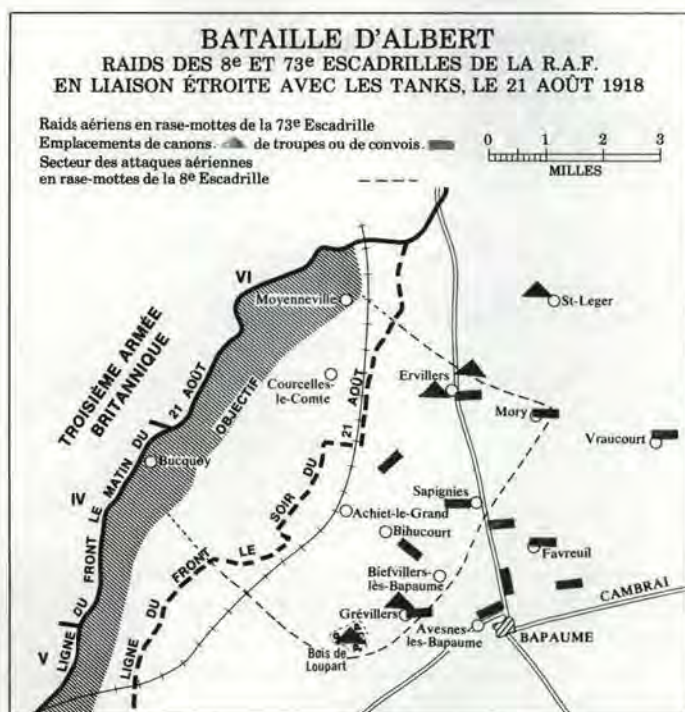 BATAILLE D'ALBERT
RAIDS DES 8e ET 73e ESCADRILLES DE LA R.A.F.
EN LIAISON ÉTROITE AVEC LES TANKS, LE 21 AOÛT 1918
Raids aériens en rase-mottes de la 73e Escadrille
Emplacements de canons. de troupes ou de convois.
Secteur des attaques aériennes
en rase-mottes de la 8e Escadrille
0 1 2 3
MILLES
VI
Moyenneville
St-Leger
TROISIÈME ARMÉE
BRITANNIQUE
LIGNE DU FRONT LE MATIN DU 21 AOÛT
OBJECTIF
Courcelles-
le-Comte
Ervillers
Mory
Vraucourt
Bucquoy
LIGNE DU FRONT LE SOIR DU 21 AOÛT
IV
Sapignies
Achiet-le-Grand
Bihucourt
Favreuil
Biefvillers-
lès-Bapaume
CAMBRAI
Grévillers
V
Avesnes-
les-Bapaume
BAPAUME
Bois de
Loupart